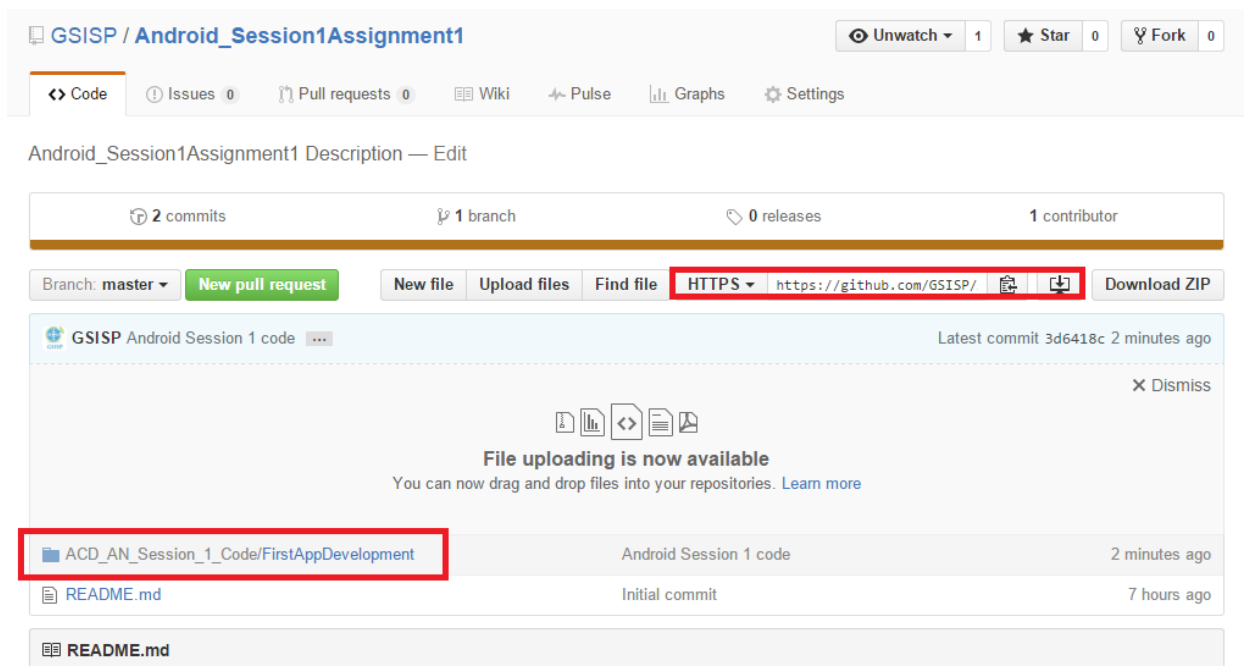 GSISP / Android_Session1Assignment1 Unwatch 1 Star 0 Fork 0
Code Issues 0 Pull requests 0 Wiki Pulse Graphs Settings
Android_Session1Assignment1 Description — Edit
2 commits 1 branch 0 releases 1 contributor
Branch: master New pull request New file Upload files Find file HTTPS https://github.com/GSISP/ Download ZIP
GSISP Android Session 1 code ... Latest commit 3d6418c 2 minutes ago
Dismiss
File uploading is now available
You can now drag and drop files into your repositories. Learn more
ACD_AN_Session_1_Code/FirstAppDevelopment Android Session 1 code 2 minutes ago
README.md Initial commit 7 hours ago
README.md